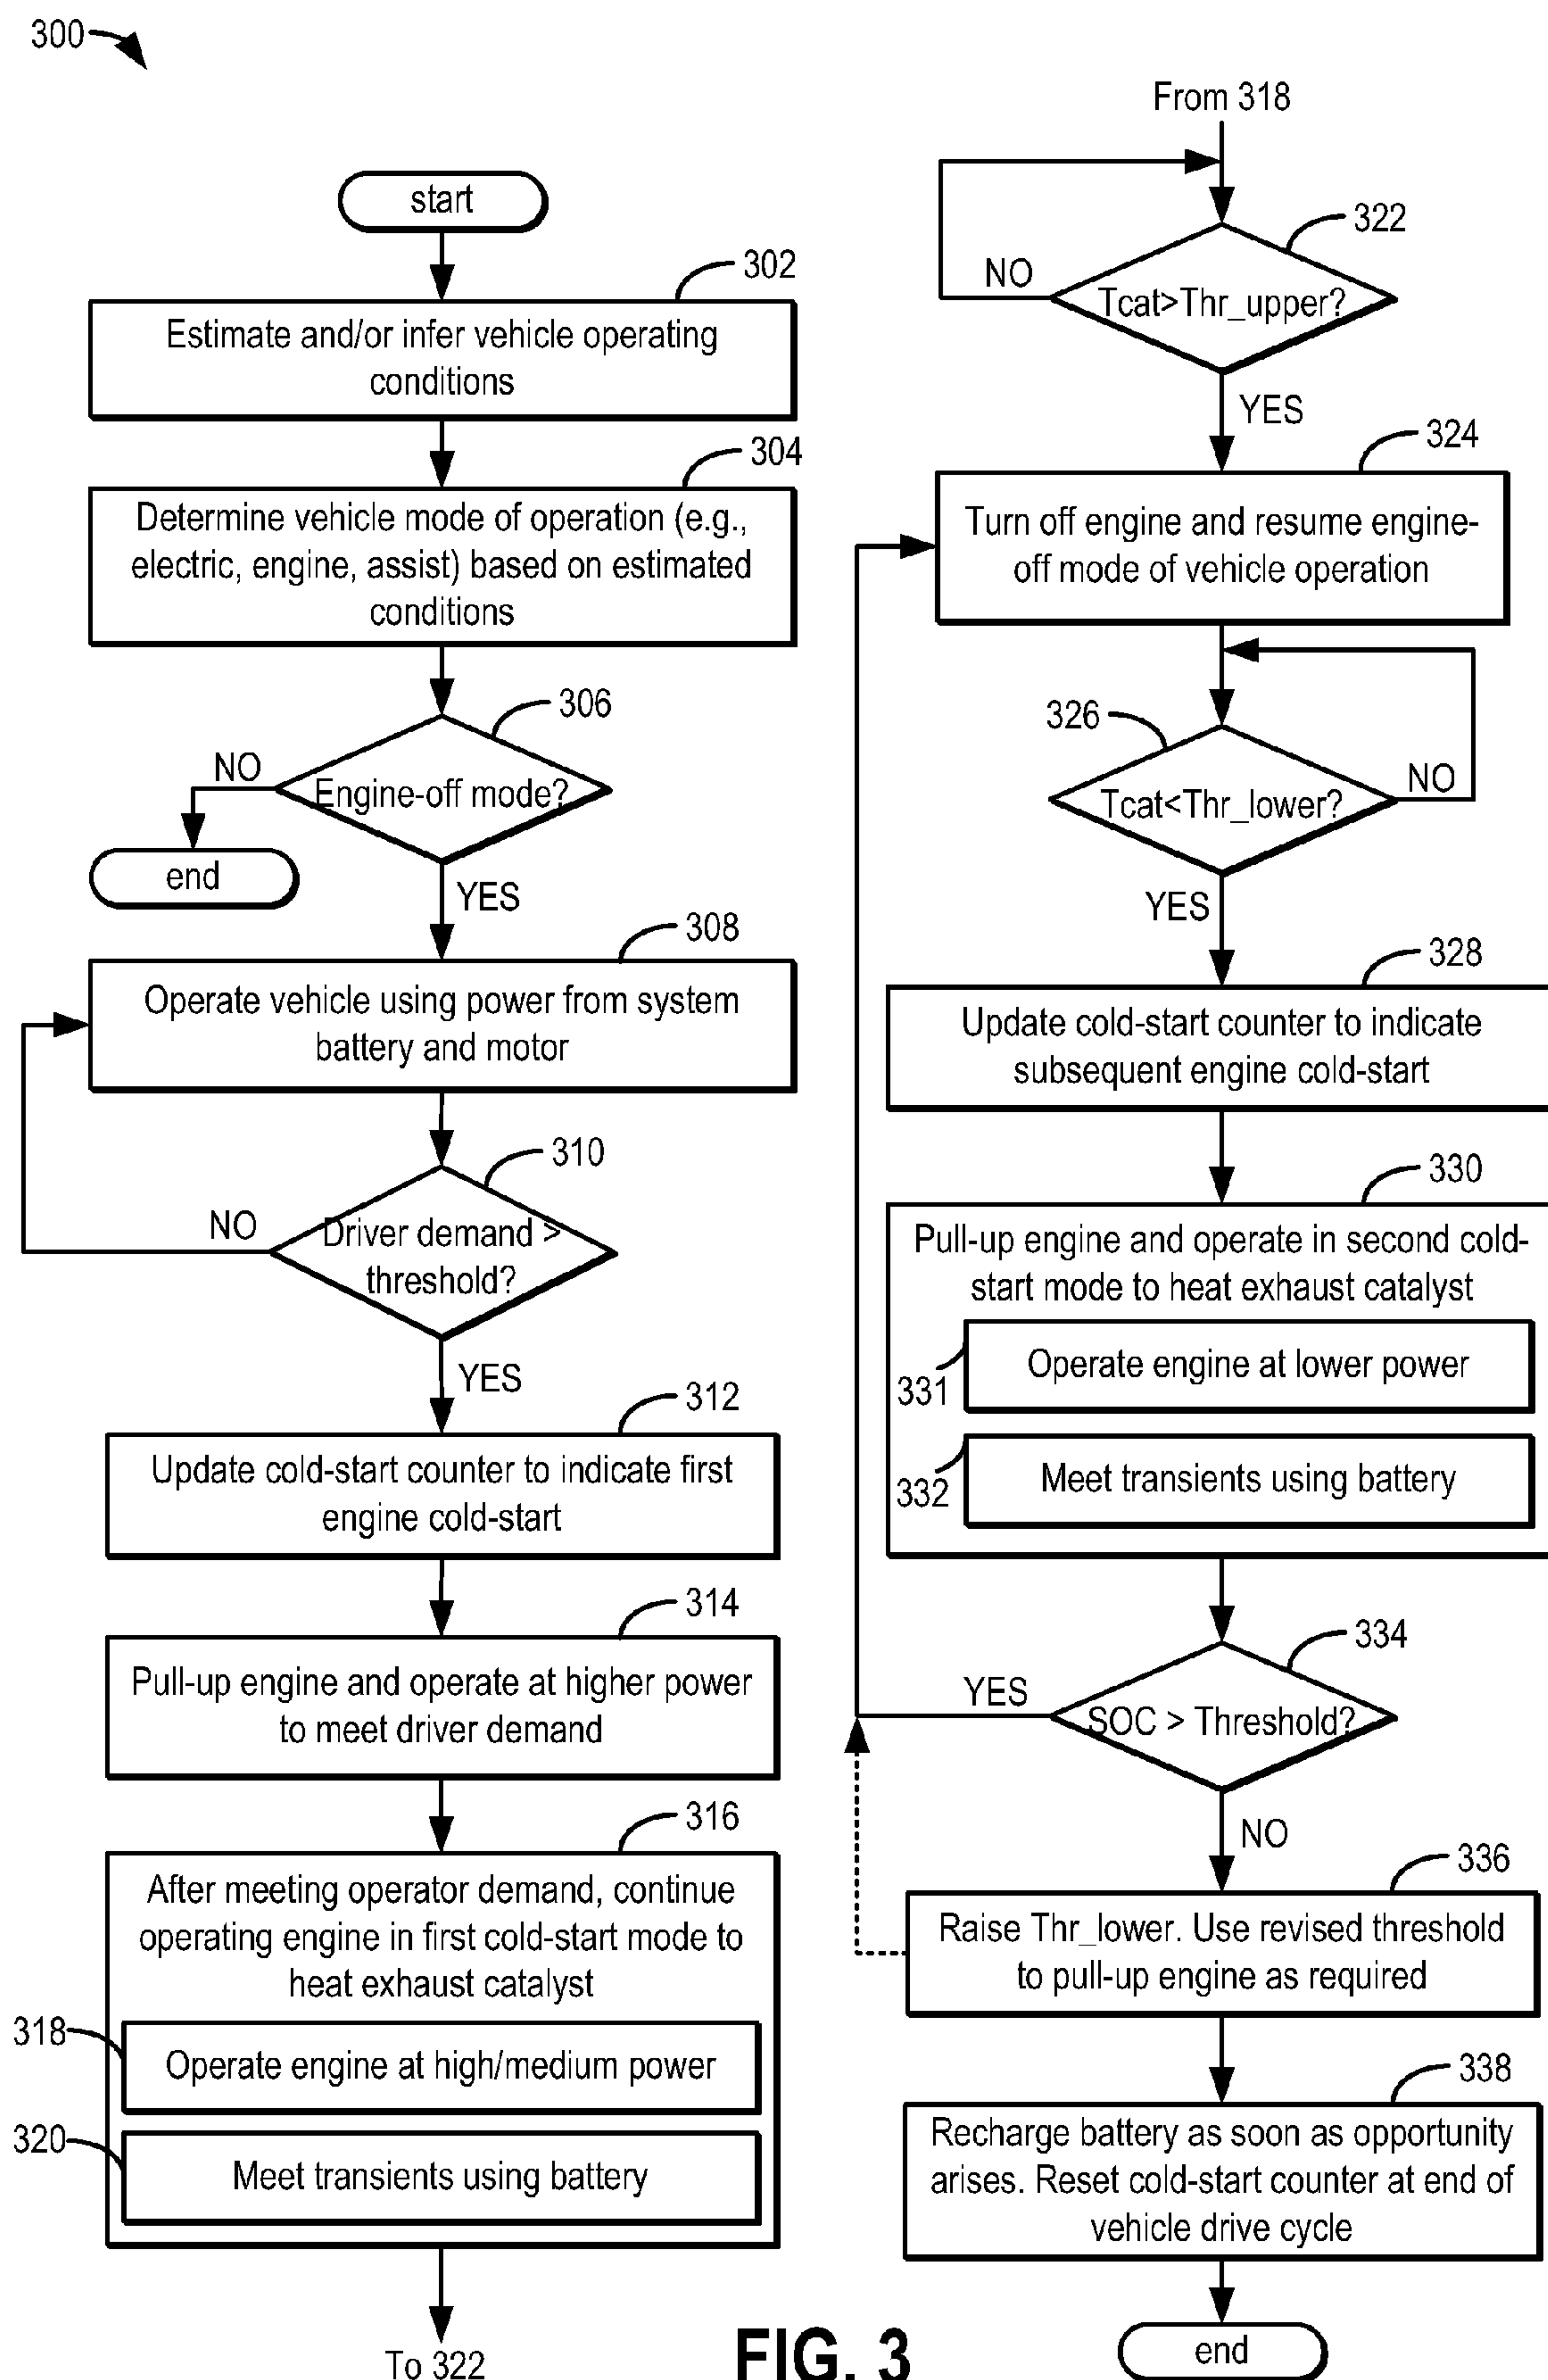 300
start
302
Estimate and/or infer vehicle operating
conditions
304
Determine vehicle mode of operation (e.g.,
electric, engine, assist) based on estimated
conditions
306
NO
Engine-off mode?
end
YES
308
Operate vehicle using power from system
battery and motor
310
NO
Driver demand >
threshold?
YES
312
Update cold-start counter to indicate first
engine cold-start
314
Pull-up engine and operate at higher power
to meet driver demand
316
After meeting operator demand, continue
operating engine in first cold-start mode to
heat exhaust catalyst
318
Operate engine at high/medium power
320
Meet transients using battery
To 322
From 318
322
NO
Tcat>Thr_upper?
YES
324
Turn off engine and resume engine-
off mode of vehicle operation
326
NO
Tcat<Thr_lower?
YES
328
Update cold-start counter to indicate
subsequent engine cold-start
330
Pull-up engine and operate in second cold-
start mode to heat exhaust catalyst
331
Operate engine at lower power
332
Meet transients using battery
334
YES
SOC > Threshold?
NO
336
Raise Thr_lower. Use revised threshold
to pull-up engine as required
338
Recharge battery as soon as opportunity
arises. Reset cold-start counter at end of
vehicle drive cycle
end
FIG. 3